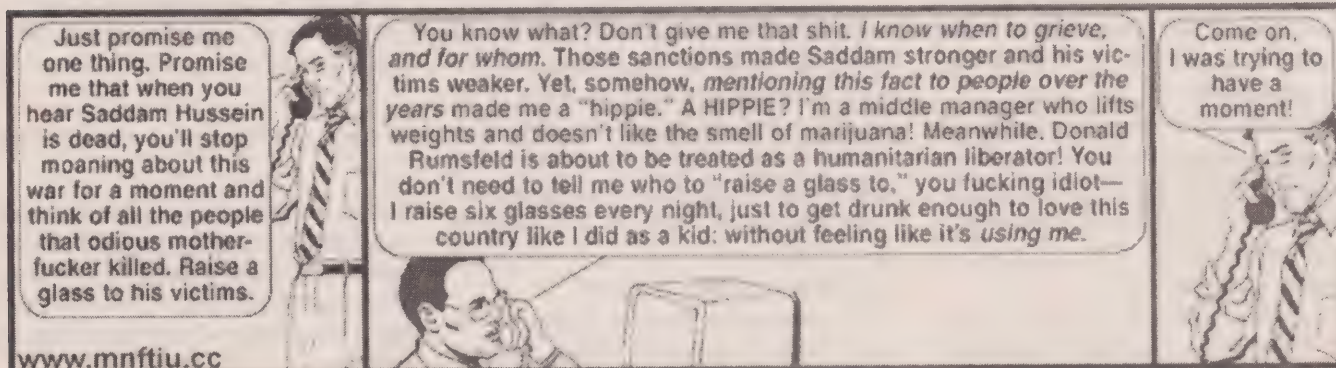 Just promise me
one thing. Promise
me that when you
hear Saddam Hussein
is dead, you'll stop
moaning about this
war for a moment and
think of all the people
that odious mother-
fucker killed. Raise a
glass to his victims.
www.mnftiu.cc
You know what? Don't give me that shit. I know when to grieve,
and for whom. Those sanctions made Saddam stronger and his vic-
tims weaker. Yet, somehow, mentioning this fact to people over the
years made me a "hippie." A HIPPIE? I'm a middle manager who lifts
weights and doesn't like the smell of marijuana! Meanwhile. Donald
Rumsfeld is about to be treated as a humanitarian liberator! You
don't need to tell me who to "raise a glass to," you fucking idiot—
I raise six glasses every night, just to get drunk enough to love this
country like I did as a kid: without feeling like it's using me.
Come on,
I was trying to
have a
moment!